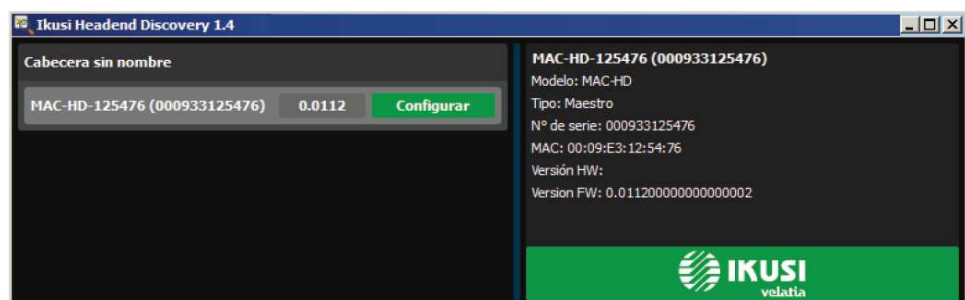 Ikusi Headend Discovery 1.4
Cabecera sin nombre
MAC-HD-125476 (000933125476) 0.0112 Configurar
MAC-HD-125476 (000933125476)
Modelo: MAC-HD
Tipo: Maestro
Nº de serie: 000933125476
MAC: 00:09:E3:12:54:76
Versión HW:
Version FW: 0.011200000000000002
IKUSI
velatia